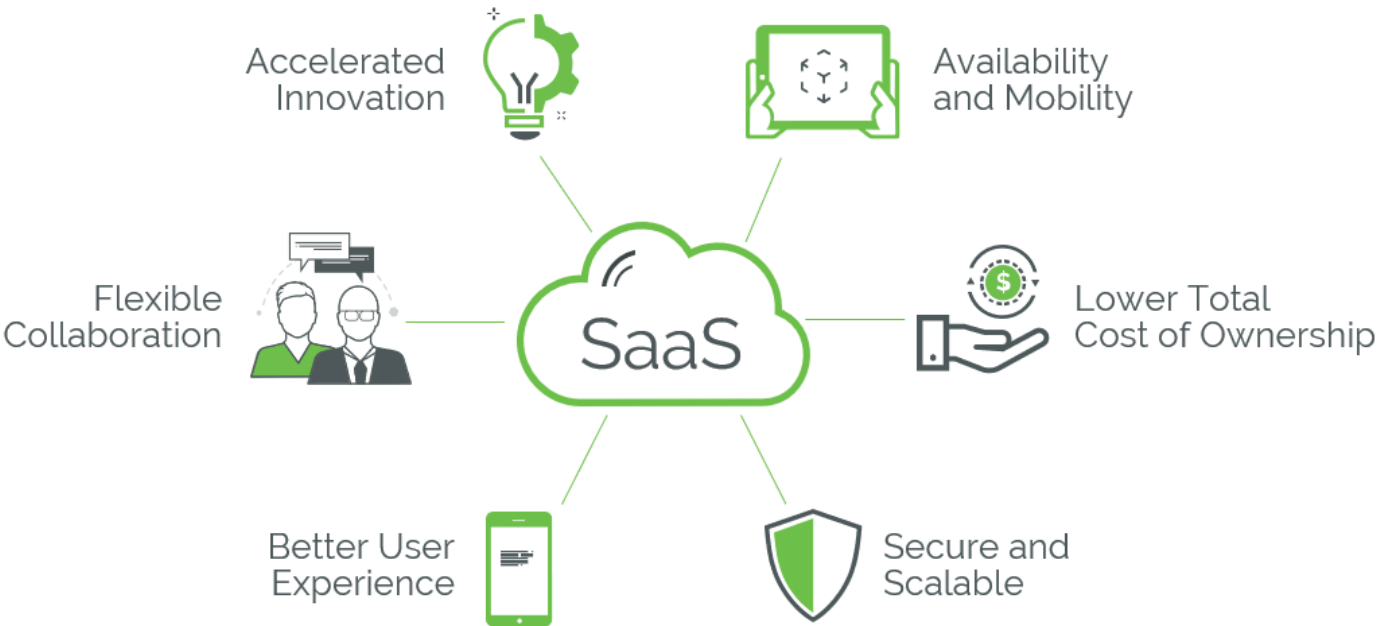 Accelerated
Innovation
Availability
and Mobility
Flexible
Collaboration
SaaS
$
Lower Total
Cost of Ownership
Better User
Experience
Secure and
Scalable